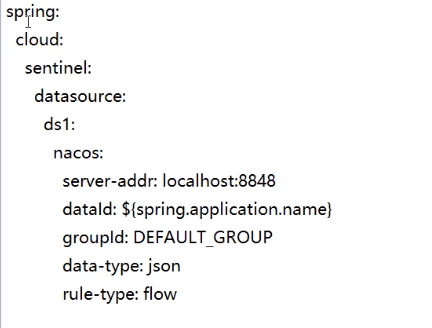 spring:
  cloud:
    sentinel:
      datasource:
        ds1:
          nacos:
            server-addr: localhost:8848
            dataId: ${spring.application.name}
            groupId: DEFAULT_GROUP
            data-type: json
            rule-type: flow